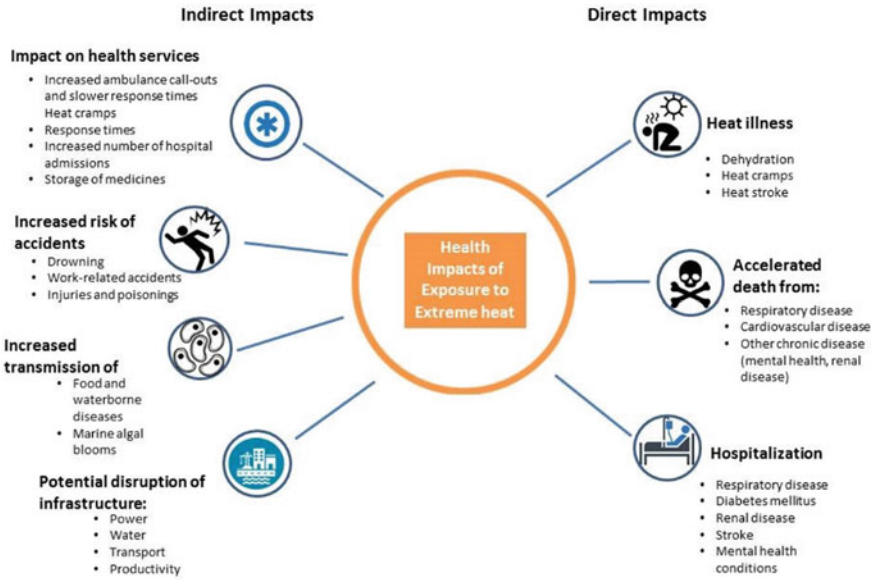 Indirect Impacts
Direct Impacts
Impact on health services
• Increased ambulance call-outs
and slower response times
Heat cramps
• Response times
• Increased number of hospital
admissions
• Storage of medicines
Increased risk of
accidents
• Drowning
• Work-related accidents
• Injuries and poisonings
Increased
transmission of
• Food and
waterborne
diseases
• Marine algal
blooms
Potential disruption of
infrastructure:
• Power
• Water
• Transport
• Productivity
Health
Impacts of
Exposure to
Extreme heat
Heat illness
• Dehydration
• Heat cramps
• Heat stroke
Accelerated
death from:
• Respiratory disease
• Cardiovascular disease
• Other chronic disease
(mental health, renal
disease)
Hospitalization
• Respiratory disease
• Diabetes mellitus
• Renal disease
• Stroke
• Mental health
conditions